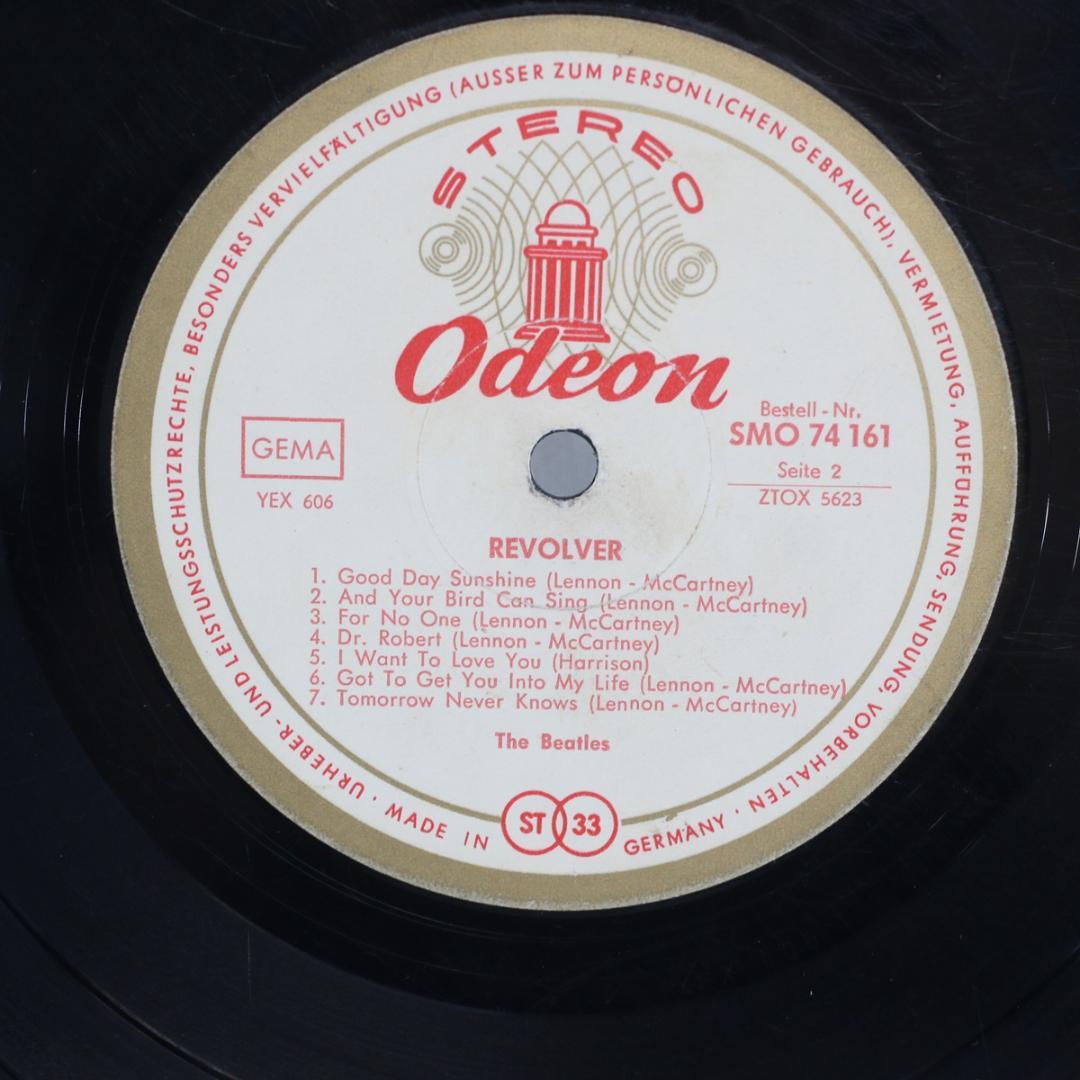 URHEBER- UND LEISTUNGSSCHUTZRECHTE, BESONDERS VERVIELFÄLTIGUNG (AUSSER ZUM PERSÖNLICHEN GEBRAUCH), VERMIETUNG, AUFFÜHRUNG, SENDUNG, VORBEHALTEN ·
STEREO
Odeon
Bestell - Nr.
SMO 74 161
GEMA
Seite 2
YEX 606
ZTOX 5623
REVOLVER
1. Good Day Sunshine (Lennon - McCartney)
2. And Your Bird Can Sing (Lennon - McCartney)
3. For No One (Lennon - McCartney)
4. Dr. Robert (Lennon - McCartney)
5. I Want To Love You (Harrison)
6. Got To Get You Into My Life (Lennon - McCartney)
7. Tomorrow Never Knows (Lennon - McCartney)
The Beatles
ST 33
· MADE IN GERMANY ·